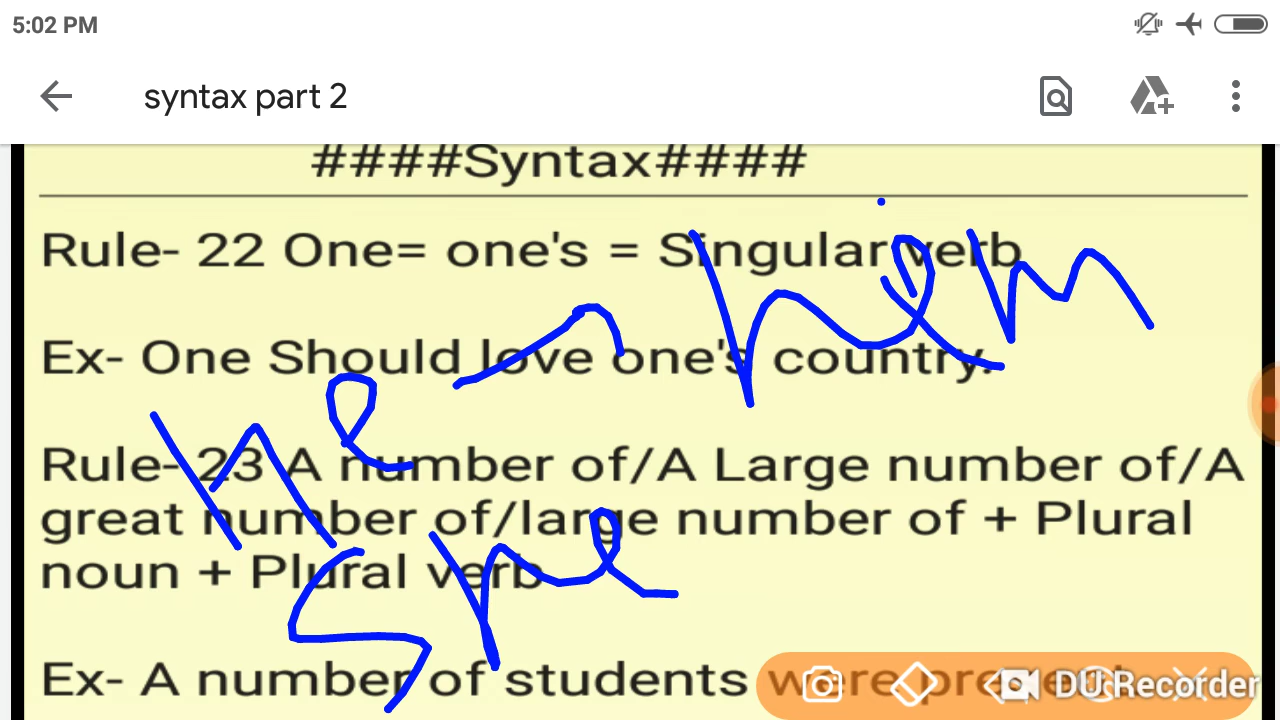 5:02 PM
syntax part 2
####Syntax####
Rule- 22 One= one's = Singular verb
Ex- One Should love one's country.
Rule- 23 A number of/A Large number of/A
great number of/large number of + Plural
noun + Plural verb
Ex- A number of students were present.
He - him
She
DU Recorder